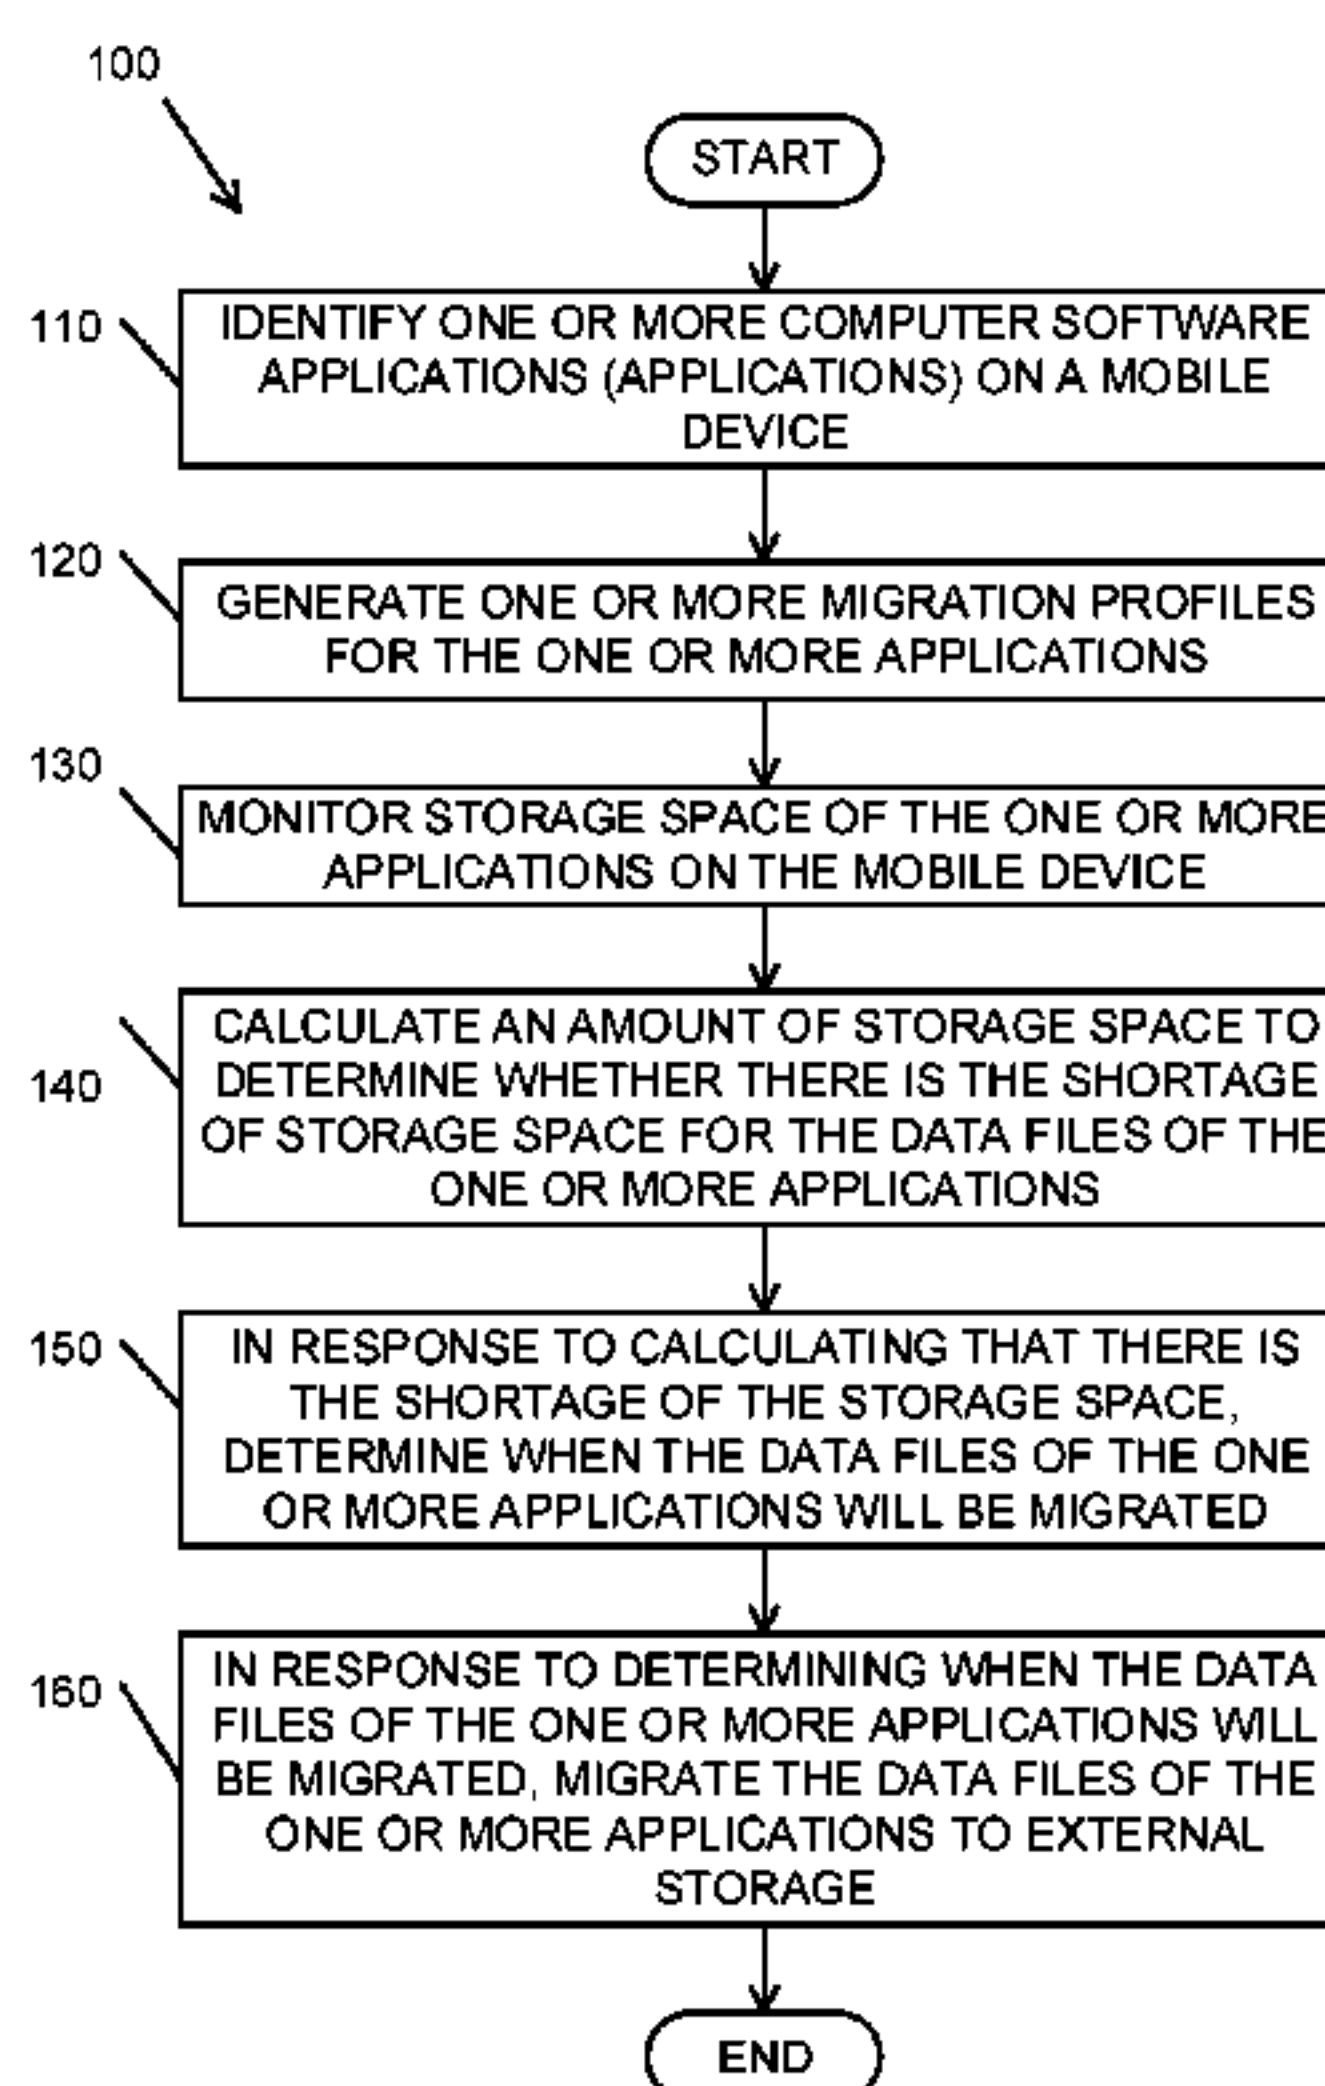 100
START
110
IDENTIFY ONE OR MORE COMPUTER SOFTWARE
APPLICATIONS (APPLICATIONS) ON A MOBILE
DEVICE
120
GENERATE ONE OR MORE MIGRATION PROFILES
FOR THE ONE OR MORE APPLICATIONS
130
MONITOR STORAGE SPACE OF THE ONE OR MORE
APPLICATIONS ON THE MOBILE DEVICE
140
CALCULATE AN AMOUNT OF STORAGE SPACE TO
DETERMINE WHETHER THERE IS THE SHORTAGE
OF STORAGE SPACE FOR THE DATA FILES OF THE
ONE OR MORE APPLICATIONS
150
IN RESPONSE TO CALCULATING THAT THERE IS
THE SHORTAGE OF THE STORAGE SPACE,
DETERMINE WHEN THE DATA FILES OF THE ONE
OR MORE APPLICATIONS WILL BE MIGRATED
160
IN RESPONSE TO DETERMINING WHEN THE DATA
FILES OF THE ONE OR MORE APPLICATIONS WILL
BE MIGRATED, MIGRATE THE DATA FILES OF THE
ONE OR MORE APPLICATIONS TO EXTERNAL
STORAGE
END